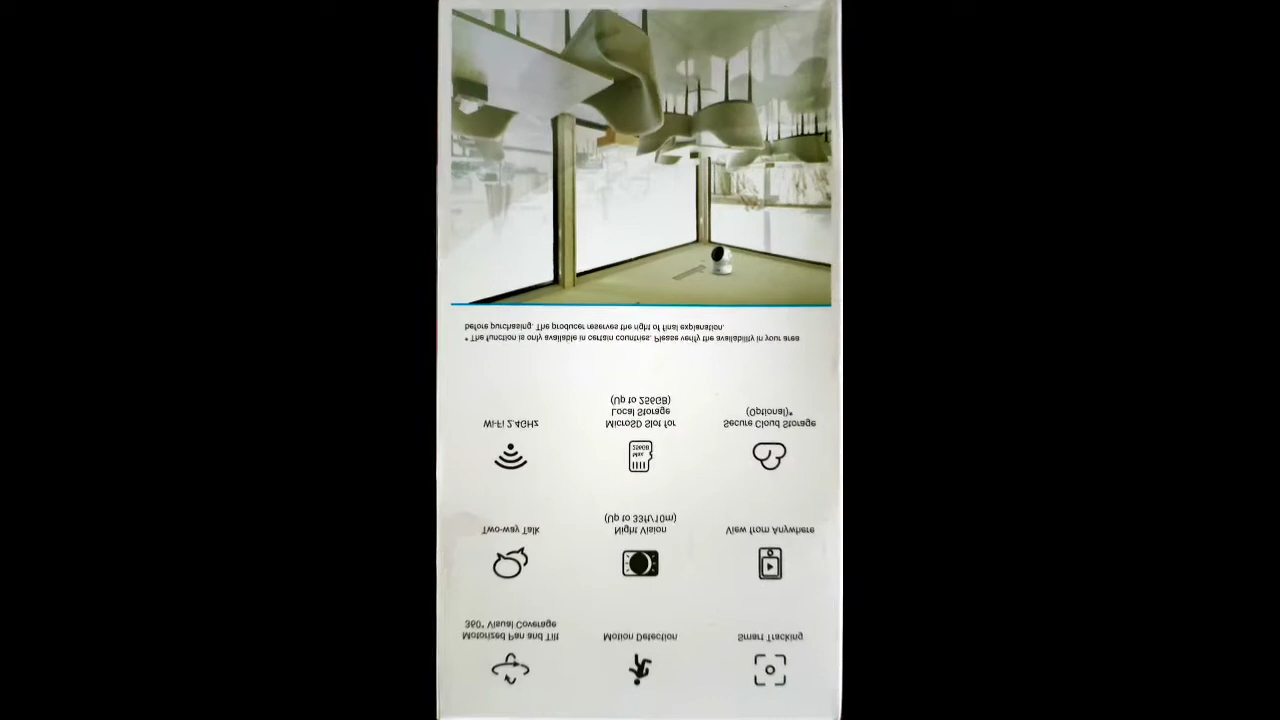 Motorized Pan and Tilt
360° Visual Coverage
Motion Detection
Smart Tracking
Two-way Talk
Night Vision
(Up to 33ft/10m)
View from Anywhere
Wi-Fi 2.4GHz
Max.
256GB
MicroSD Slot for
Local Storage
(Up to 256GB)
Secure Cloud Storage
(Optional)*
* The function is only available in certain countries. Please verify the availability in your area
before purchasing. The producer reserves the right of final explanation.